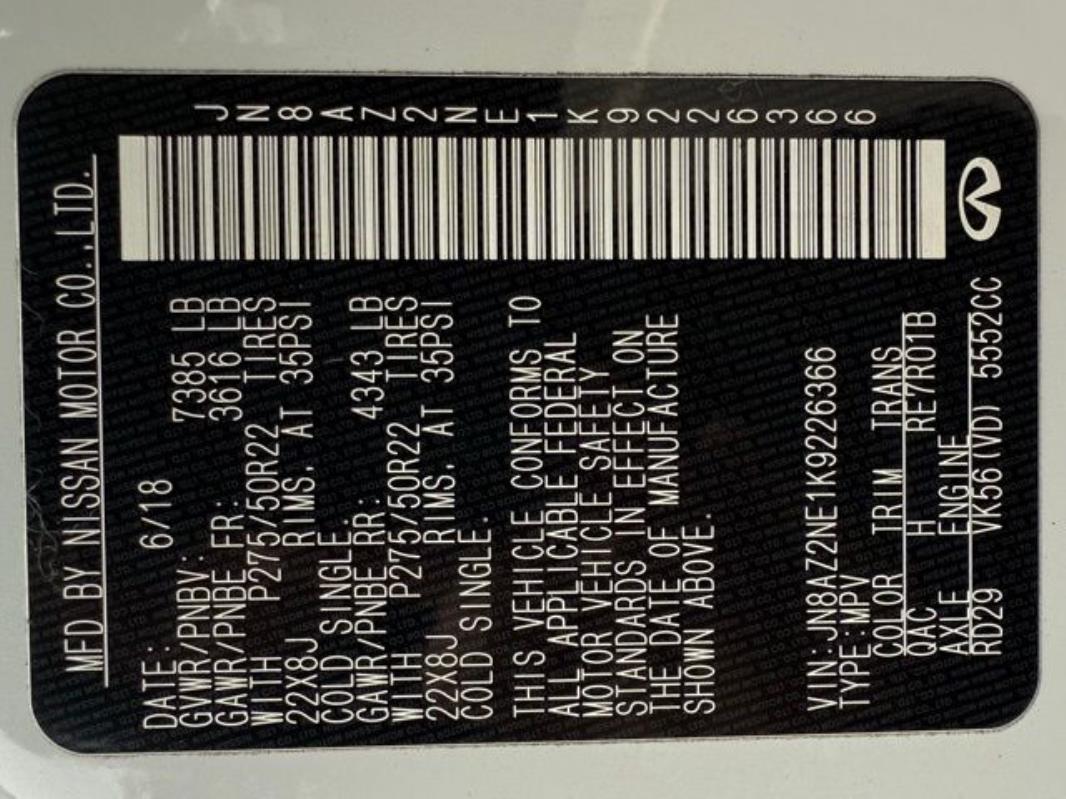 MFD BY NISSAN MOTOR CO.,LTD.
DATE: 6/18
GVWR/PNBV: 7385 LB
GAWR/PNBE FR: 3616 LB
WITH P275/50R22 TIRES
22X8J RIMS. AT 35PSI
COLD SINGLE.
GAWR/PNBE RR: 4343 LB
WITH P275/50R22 TIRES
22X8J RIMS. AT 35PSI
COLD SINGLE.
THIS VEHICLE CONFORMS TO
ALL APPLICABLE FEDERAL
MOTOR VEHICLE SAFETY
STANDARDS IN EFFECT ON
THE DATE OF MANUFACTURE
SHOWN ABOVE.
VIN:JN8AZ2NE1K9226366
TYPE:MPV
COLOR TRIM TRANS
QAC H RE7R01B
AXLE ENGINE
RD29 VK56(VD) 5552CC
JN8AZ2NE1K9226366